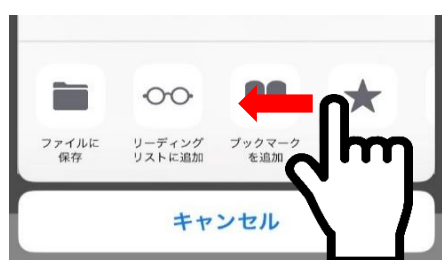 ファイルに
保存
リーディング
リストに追加
ブックマーク
を追加
キャンセル